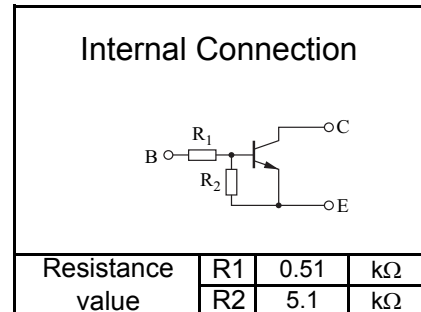 Internal Connection
C
R1
B
R2
E
Resistance value R1 0.51 kΩ
R2 5.1 kΩ